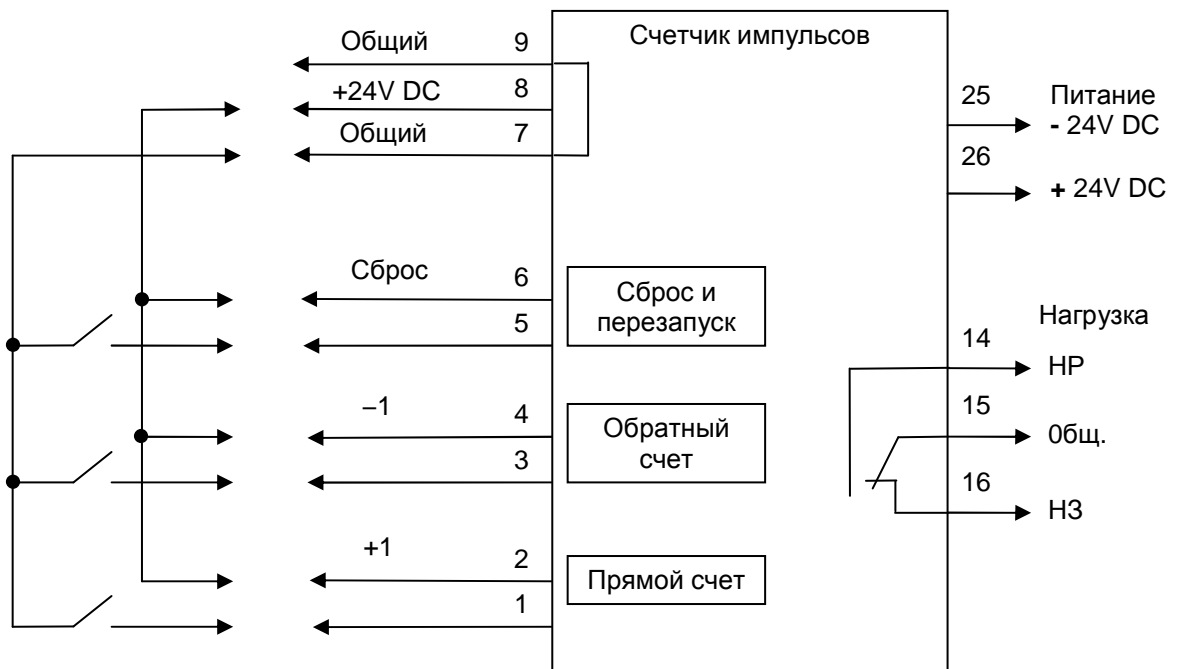 Счетчик импульсов
Общий 9
+24V DC 8
Общий 7
25 Питание
- 24V DC
26
+ 24V DC
Сброс 6
5
Сброс и
перезапуск
Нагрузка
14 НР
15 0бщ.
16 НЗ
–1 4
3
Обратный
счет
+1 2
1
Прямой счет